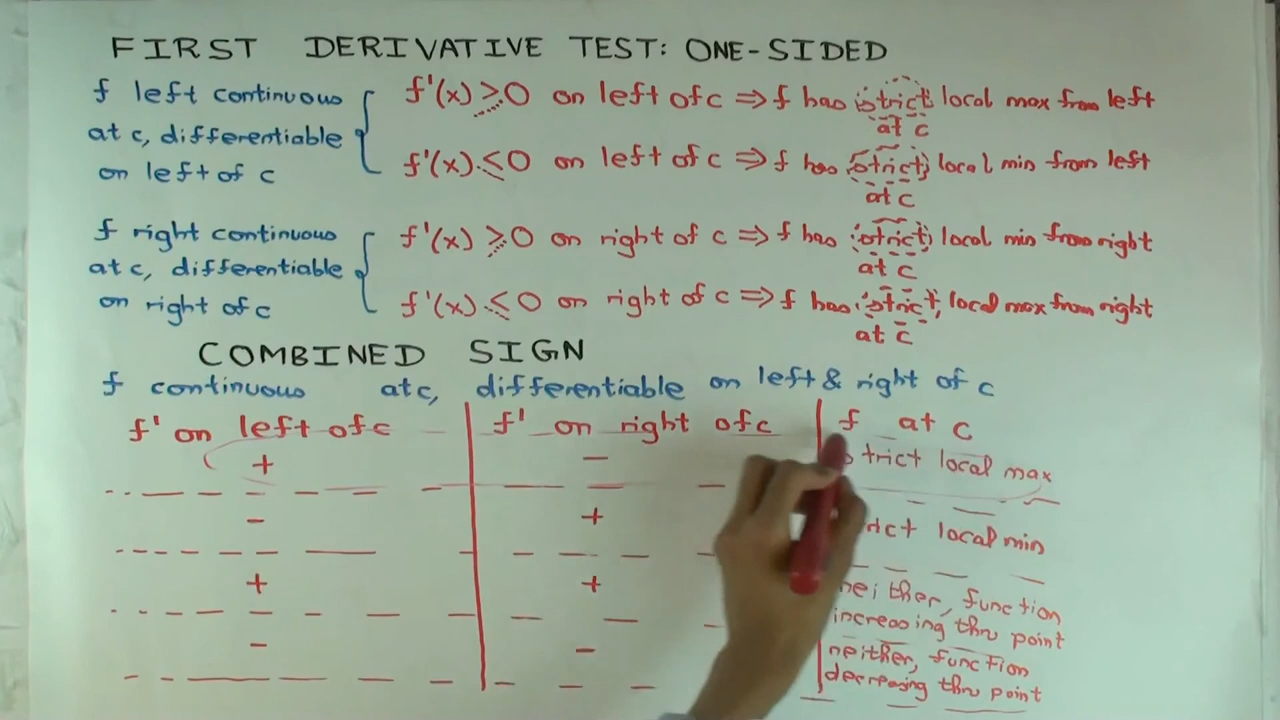 FIRST DERIVATIVE TEST: ONE-SIDED
f left continuous at c, differentiable on left of c
f'(x) ≥ 0 on left of c ⇒ f has (strict) local max from left at c
f'(x) ≤ 0 on left of c ⇒ f has (strict) local min from left at c
f right continuous at c, differentiable on right of c
f'(x) ≥ 0 on right of c ⇒ f has (strict) local min from right at c
f'(x) ≤ 0 on right of c ⇒ f has (strict) local max from right at c
COMBINED SIGN
f continuous at c, differentiable on left & right of c
f' on left of c f' on right of c f at c
+ − strict local max
− + local min
+ + neither, function increasing thru point
− − neither, function decreasing thru point